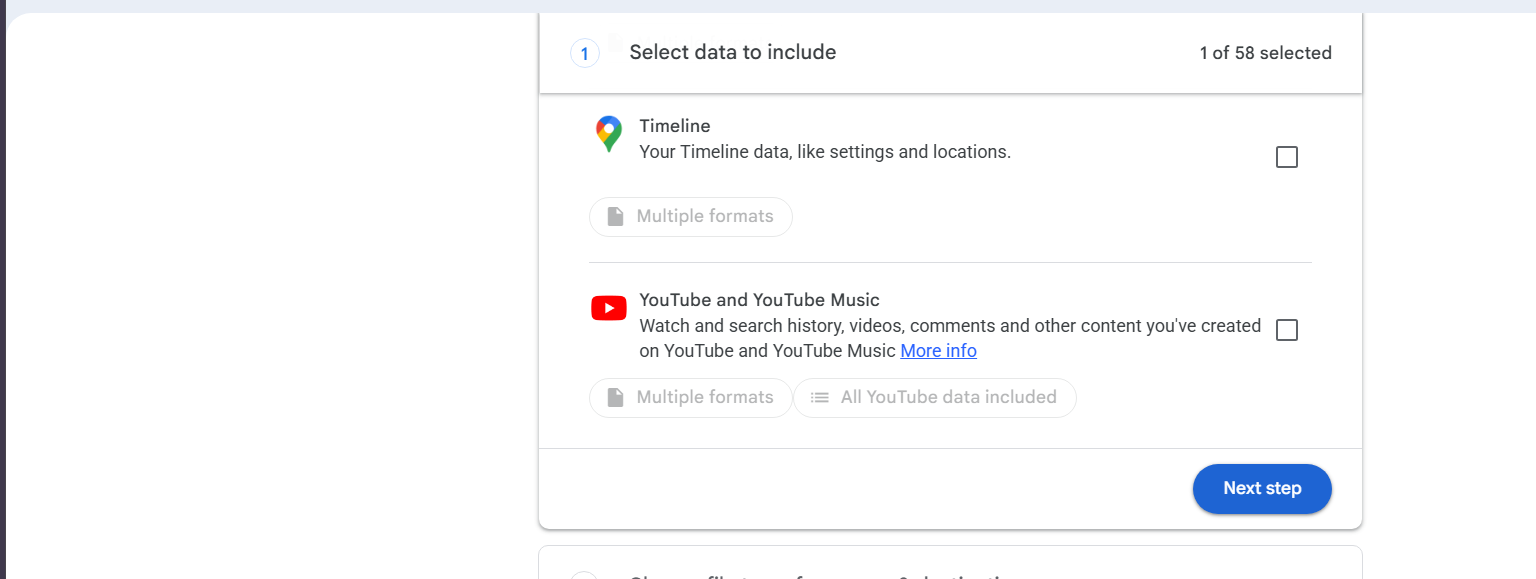 1 Select data to include 1 of 58 selected
Timeline
Your Timeline data, like settings and locations.
Multiple formats
YouTube and YouTube Music
Watch and search history, videos, comments and other content you've created
on YouTube and YouTube Music More info
Multiple formats All YouTube data included
Next step